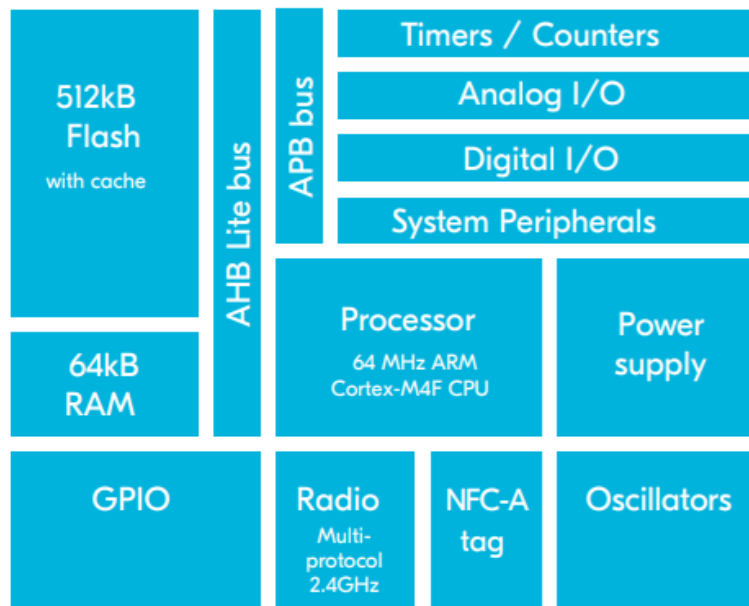 512kB
Flash
with cache
64kB
RAM
AHB Lite bus
APB bus
Timers / Counters
Analog I/O
Digital I/O
System Peripherals
Processor
64 MHz ARM
Cortex-M4F CPU
Power
supply
GPIO
Radio
Multi-
protocol
2.4GHz
NFC-A
tag
Oscillators